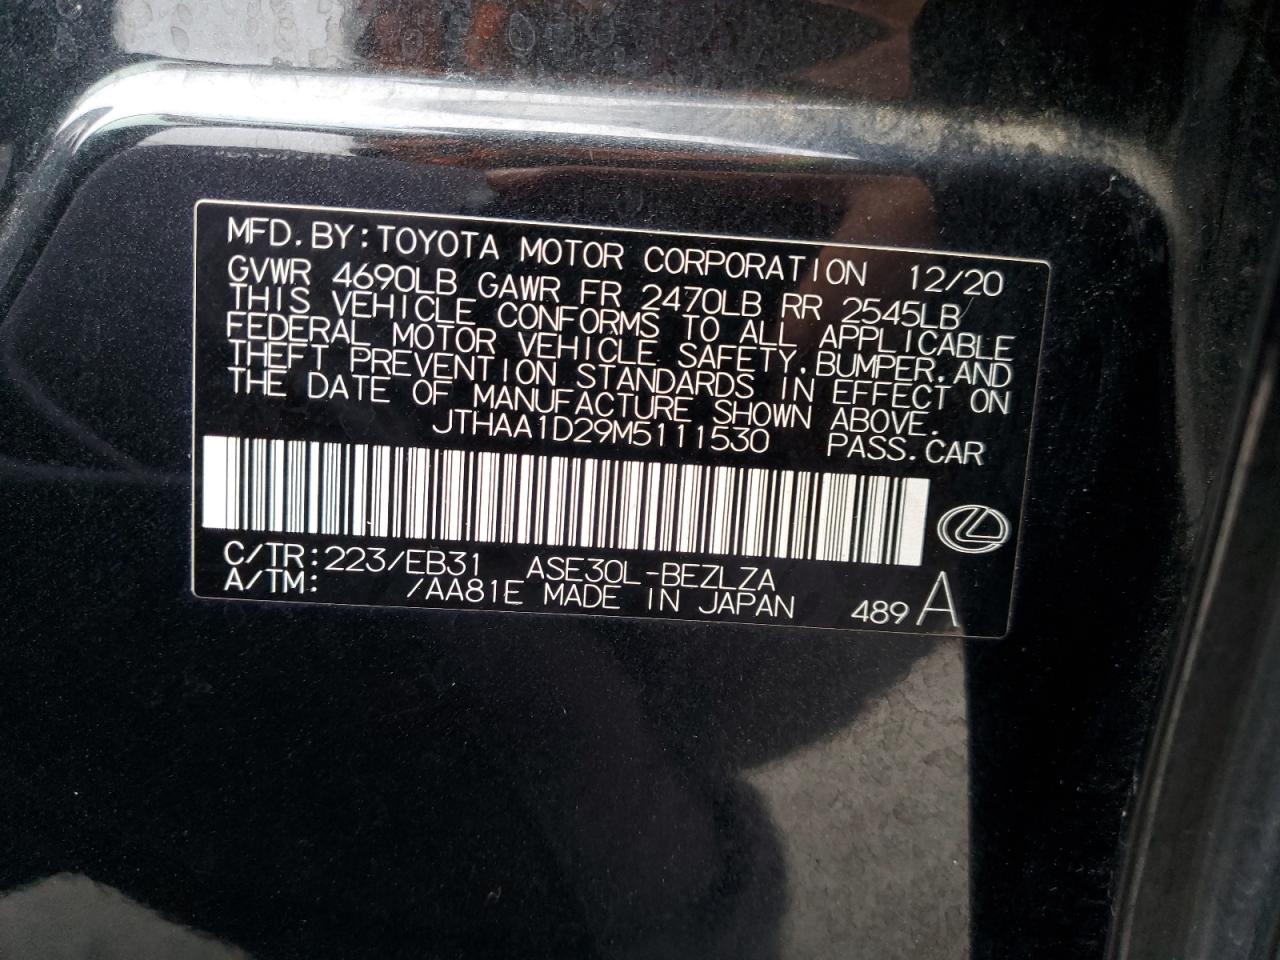 MFD.BY:TOYOTA MOTOR CORPORATION 12/20
GVWR 4690LB GAWR FR 2470LB RR 2545LB
THIS VEHICLE CONFORMS TO ALL APPLICABLE
FEDERAL MOTOR VEHICLE SAFETY,BUMPER,AND
THEFT PREVENTION STANDARDS IN EFFECT ON
THE DATE OF MANUFACTURE SHOWN ABOVE.
JTHAA1D29M5111530 PASS.CAR
C/TR:223/EB31 ASE30L-BEZLZA
A/TM: /AA81E MADE IN JAPAN 489 A